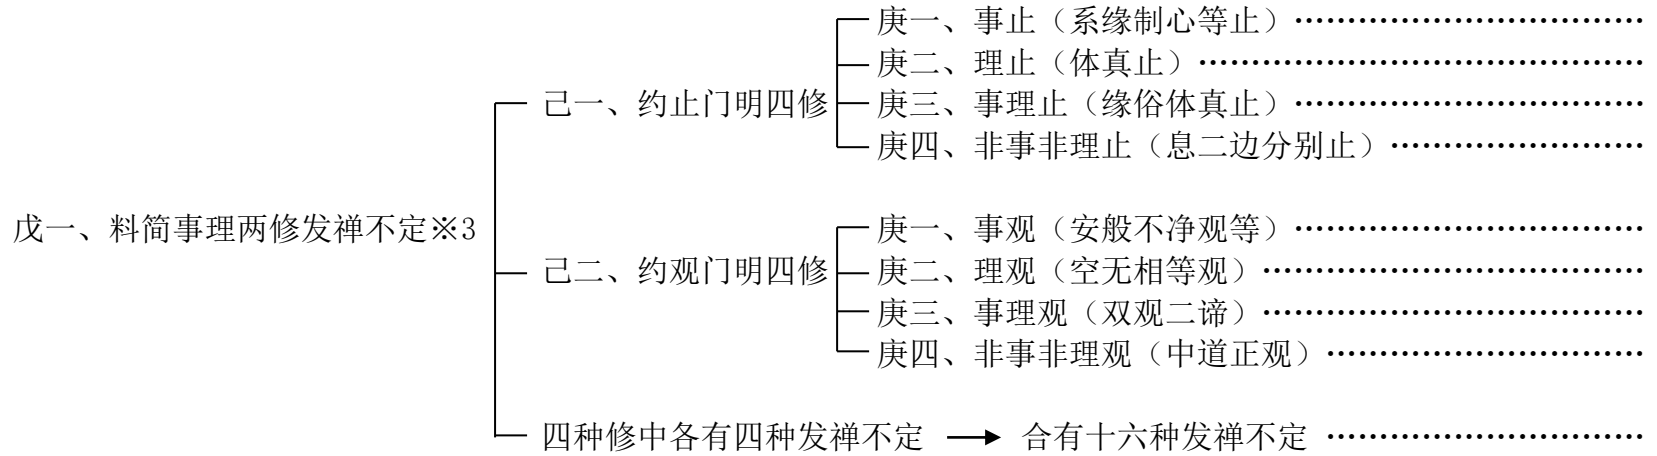 庚一、事止（系缘制心等止）………………………………
庚二、理止（体真止）………………………………………
己一、约止门明四修
庚三、事理止（缘俗体真止）………………………………
庚四、非事非理止（息二边分别止）………………………
戊一、料简事理两修发禅不定※3
庚一、事观（安般不净观等）………………………………
己二、约观门明四修
庚二、理观（空无相等观）…………………………………
庚三、事理观（双观二谛）…………………………………
庚四、非事非理观（中道正观）……………………………
四种修中各有四种发禅不定 → 合有十六种发禅不定 ……………………………